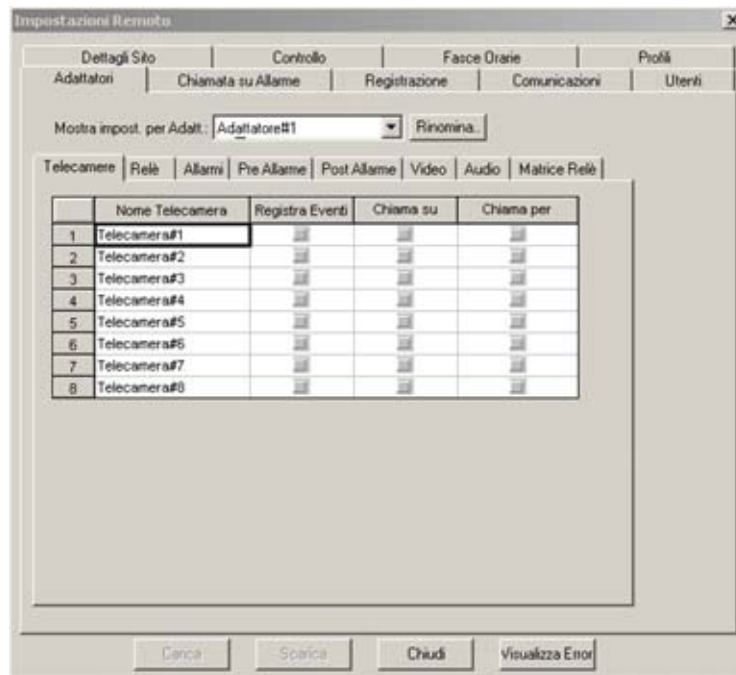 Impostazioni Remoto
Dettagli Sito Controllo Fasce Orarie Profili
Adattatori Chiamata su Allarme Registrazione Comunicazioni Utenti
Mostra impost. per Adatt.: Adattatore#1 Rinomina..
Telecamere Relè Allarmi Pre Allarme Post Allarme Video Audio Matrice Relè
Nome Telecamera Registra Eventi Chiama su Chiama per
1 Telecamera#1
2 Telecamera#2
3 Telecamera#3
4 Telecamera#4
5 Telecamera#5
6 Telecamera#6
7 Telecamera#7
8 Telecamera#8
Carica Scarica Chiudi Visualizza Error